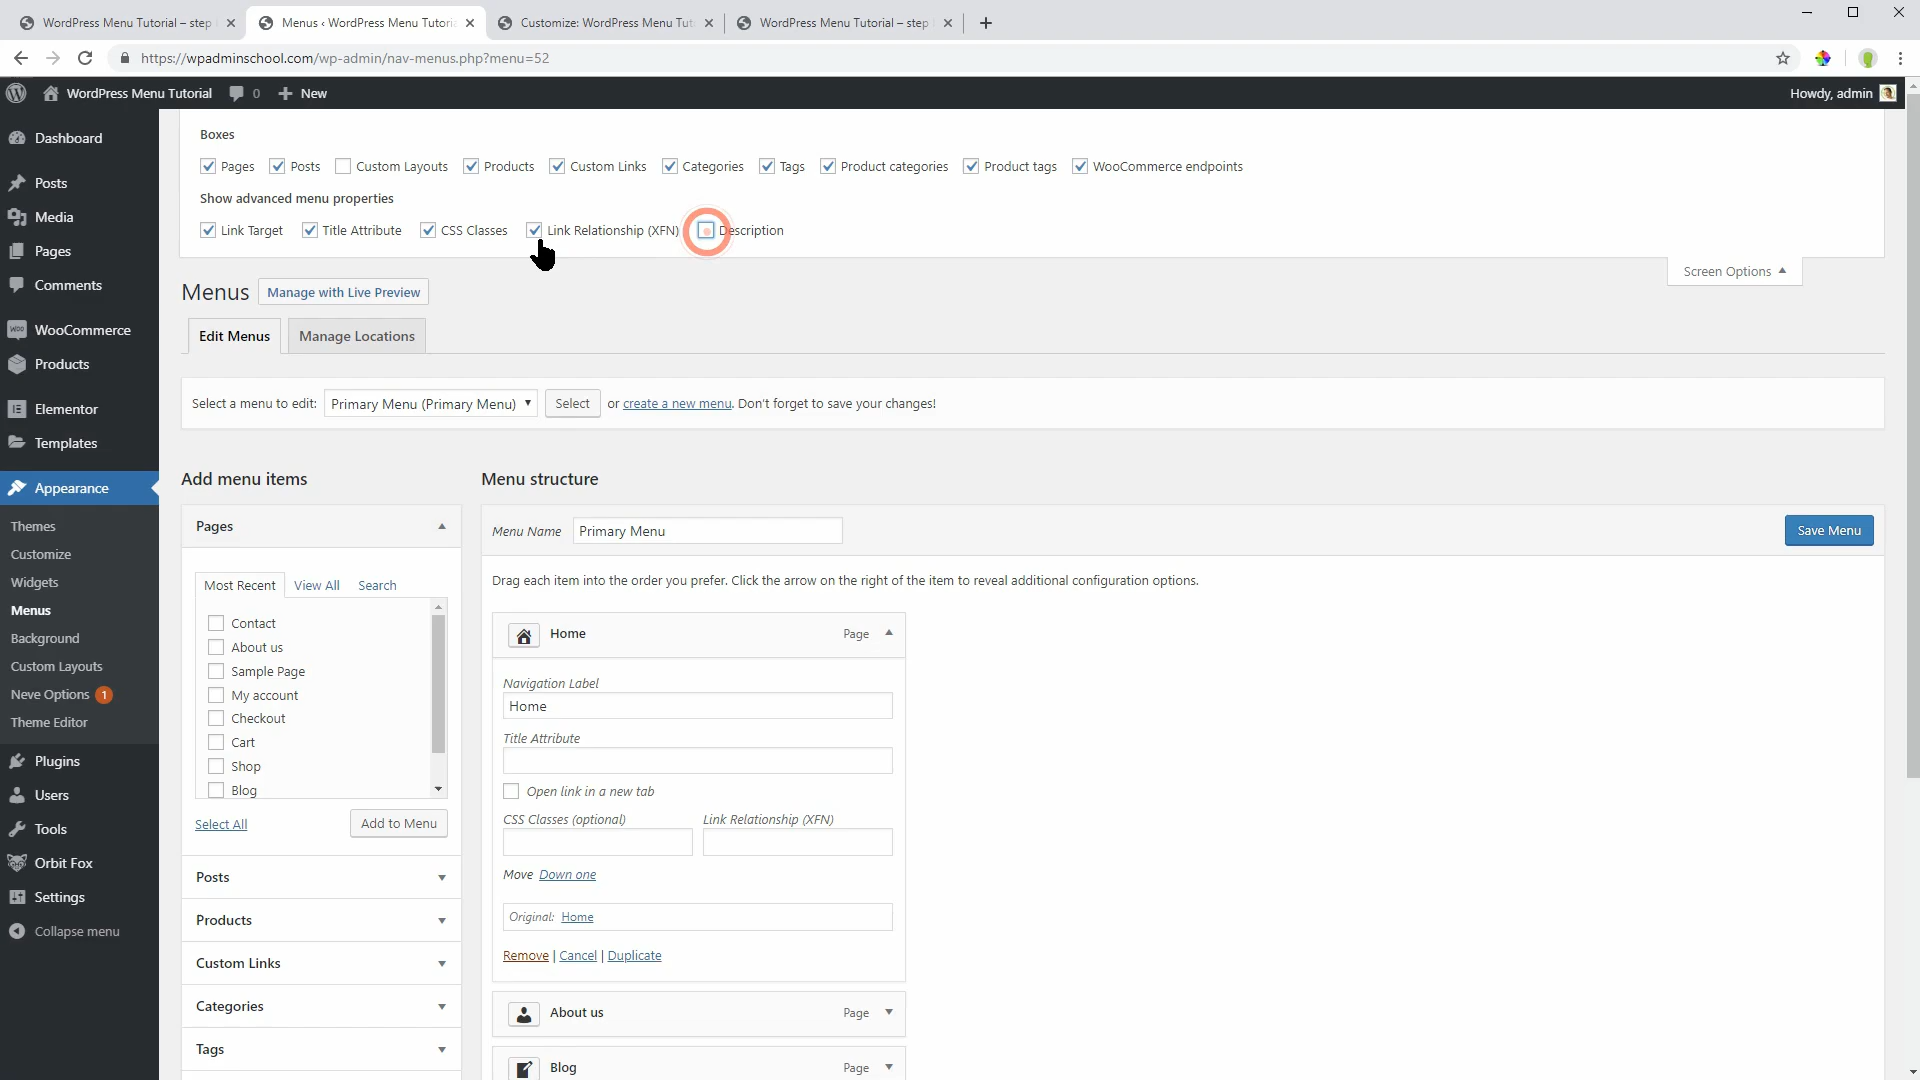 WordPress Menu Tutorial – step
Menus ‹ WordPress Menu Tutoria
Customize: WordPress Menu Tut
WordPress Menu Tutorial – step
https://wpadminschool.com/wp-admin/nav-menus.php?menu=52
WordPress Menu Tutorial 0 New Howdy, admin
Dashboard
Posts
Media
Pages
Comments
WooCommerce
Products
Elementor
Templates
Appearance
Themes
Customize
Widgets
Menus
Background
Custom Layouts
Neve Options 1
Theme Editor
Plugins
Users
Tools
Orbit Fox
Settings
Collapse menu
Boxes
Pages Posts Custom Layouts Products Custom Links Categories Tags Product categories Product tags WooCommerce endpoints
Show advanced menu properties
Link Target Title Attribute CSS Classes Link Relationship (XFN) Description
Screen Options
Menus Manage with Live Preview
Edit Menus Manage Locations
Select a menu to edit: Primary Menu (Primary Menu) Select or create a new menu. Don't forget to save your changes!
Add menu items
Pages
Most Recent View All Search
Contact
About us
Sample Page
My account
Checkout
Cart
Shop
Blog
Select All Add to Menu
Posts
Products
Custom Links
Categories
Tags
Menu structure
Menu Name Primary Menu Save Menu
Drag each item into the order you prefer. Click the arrow on the right of the item to reveal additional configuration options.
Home Page
Navigation Label
Home
Title Attribute
Open link in a new tab
CSS Classes (optional) Link Relationship (XFN)
Move Down one
Original: Home
Remove | Cancel | Duplicate
About us Page
Blog Page